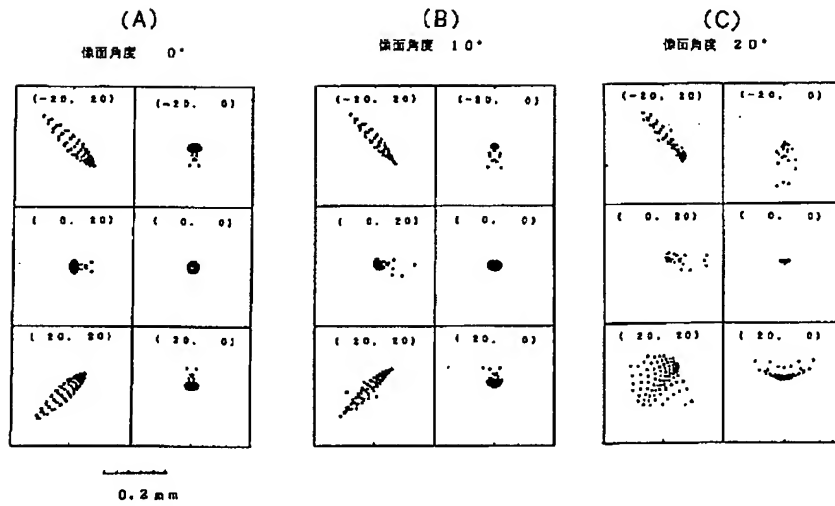 (A)
像面角度 0°
(-20, 20) (-20, 0)
( 0, 20) ( 0, 0)
( 20, 20) ( 20, 0)
0.2mm
(B)
像面角度 10°
(-20, 20) (-20, 0)
( 0, 20) ( 0, 0)
( 20, 20) ( 20, 0)
(C)
像面角度 20°
(-20, 20) (-20, 0)
( 0, 20) ( 0, 0)
( 20, 20) ( 20, 0)